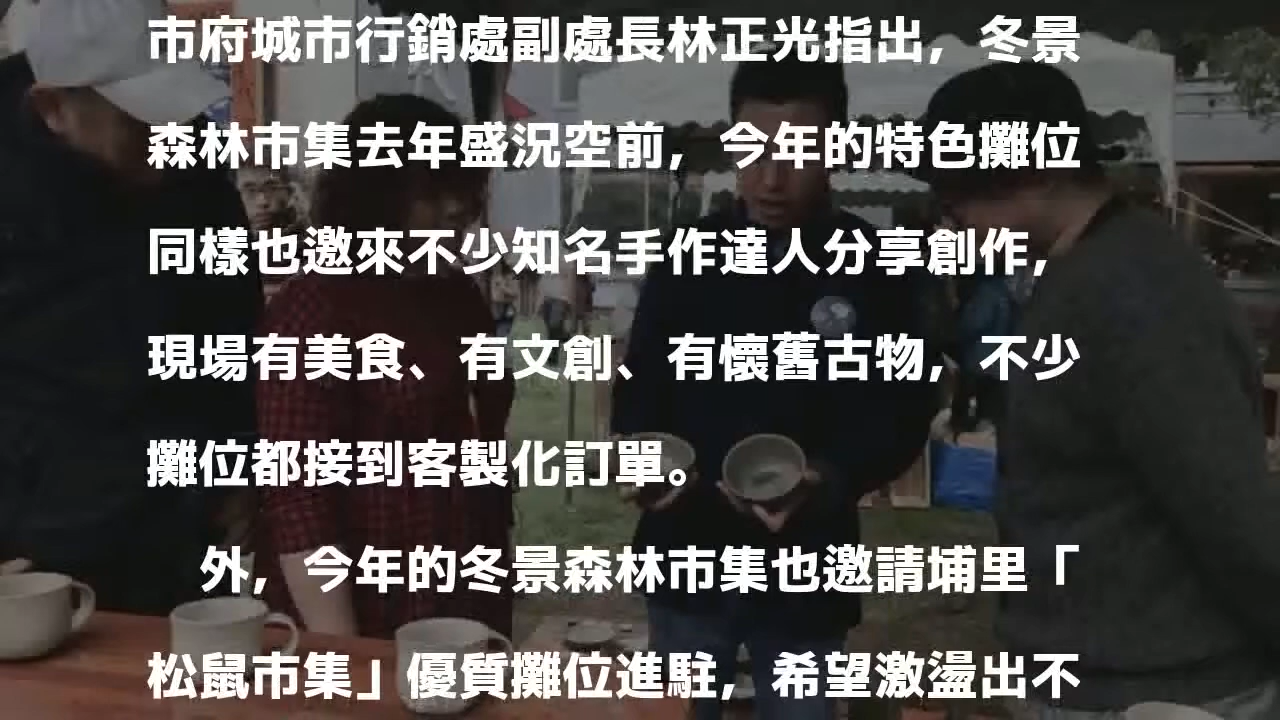 市府城市行銷處副處長林正光指出，冬景
森林市集去年盛況空前，今年的特色攤位
同樣也邀來不少知名手作達人分享創作，
現場有美食、有文創、有懷舊古物，不少
攤位都接到客製化訂單。
外，今年的冬景森林市集也邀請埔里「
松鼠市集」優質攤位進駐，希望激盪出不